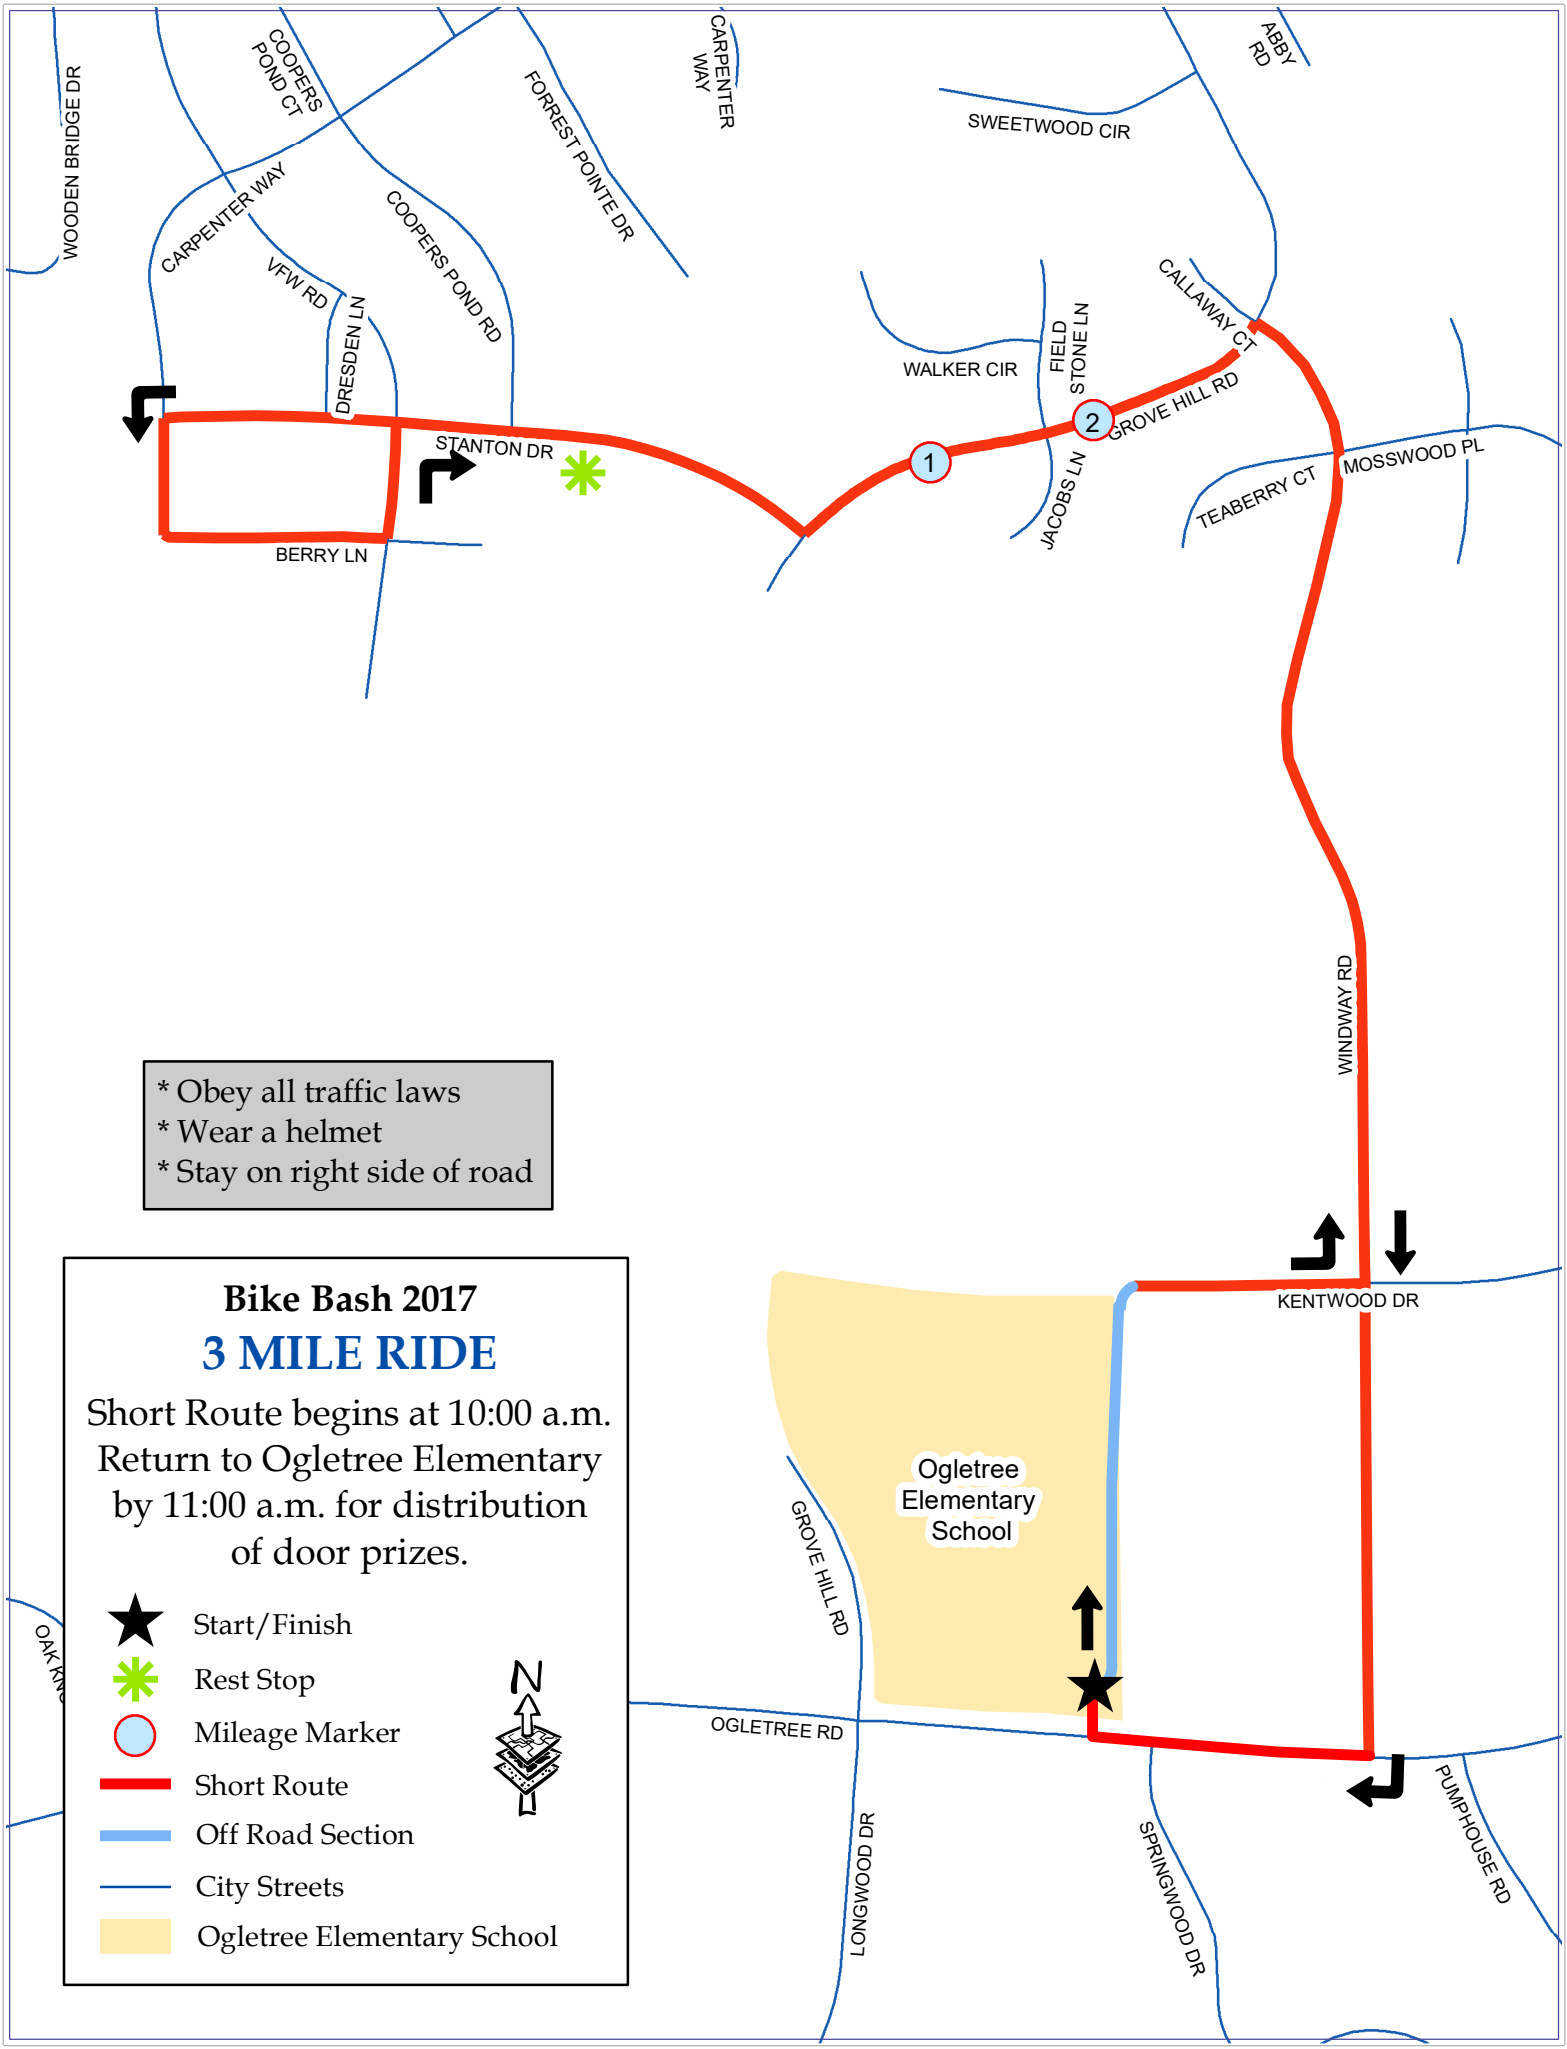 WOODEN BRIDGE DR
COOPERS
POND CT
CARPENTER
WAY
ABBY
RD
FORREST POINTE DR
SWEETWOOD CIR
CARPENTER WAY
COOPERS POND RD
VFW RD
DRESDEN LN
CALLAWAY CT
FIELD
STONE LN
WALKER CIR
GROVE HILL RD
2
1
STANTON DR
MOSSWOOD PL
TEABERRY CT
JACOBS LN
BERRY LN
WINDWAY RD
* Obey all traffic laws
* Wear a helmet
* Stay on right side of road
KENTWOOD DR
Bike Bash 2017
3 MILE RIDE
Short Route begins at 10:00 a.m.
Return to Ogletree Elementary
by 11:00 a.m. for distribution
of door prizes.
Start/Finish
Rest Stop
Mileage Marker
Short Route
Off Road Section
City Streets
Ogletree Elementary School
N
OAK
Ogletree
Elementary
School
GROVE HILL RD
OGLETREE RD
LONGWOOD DR
SPRINGWOOD DR
PUMPHOUSE RD